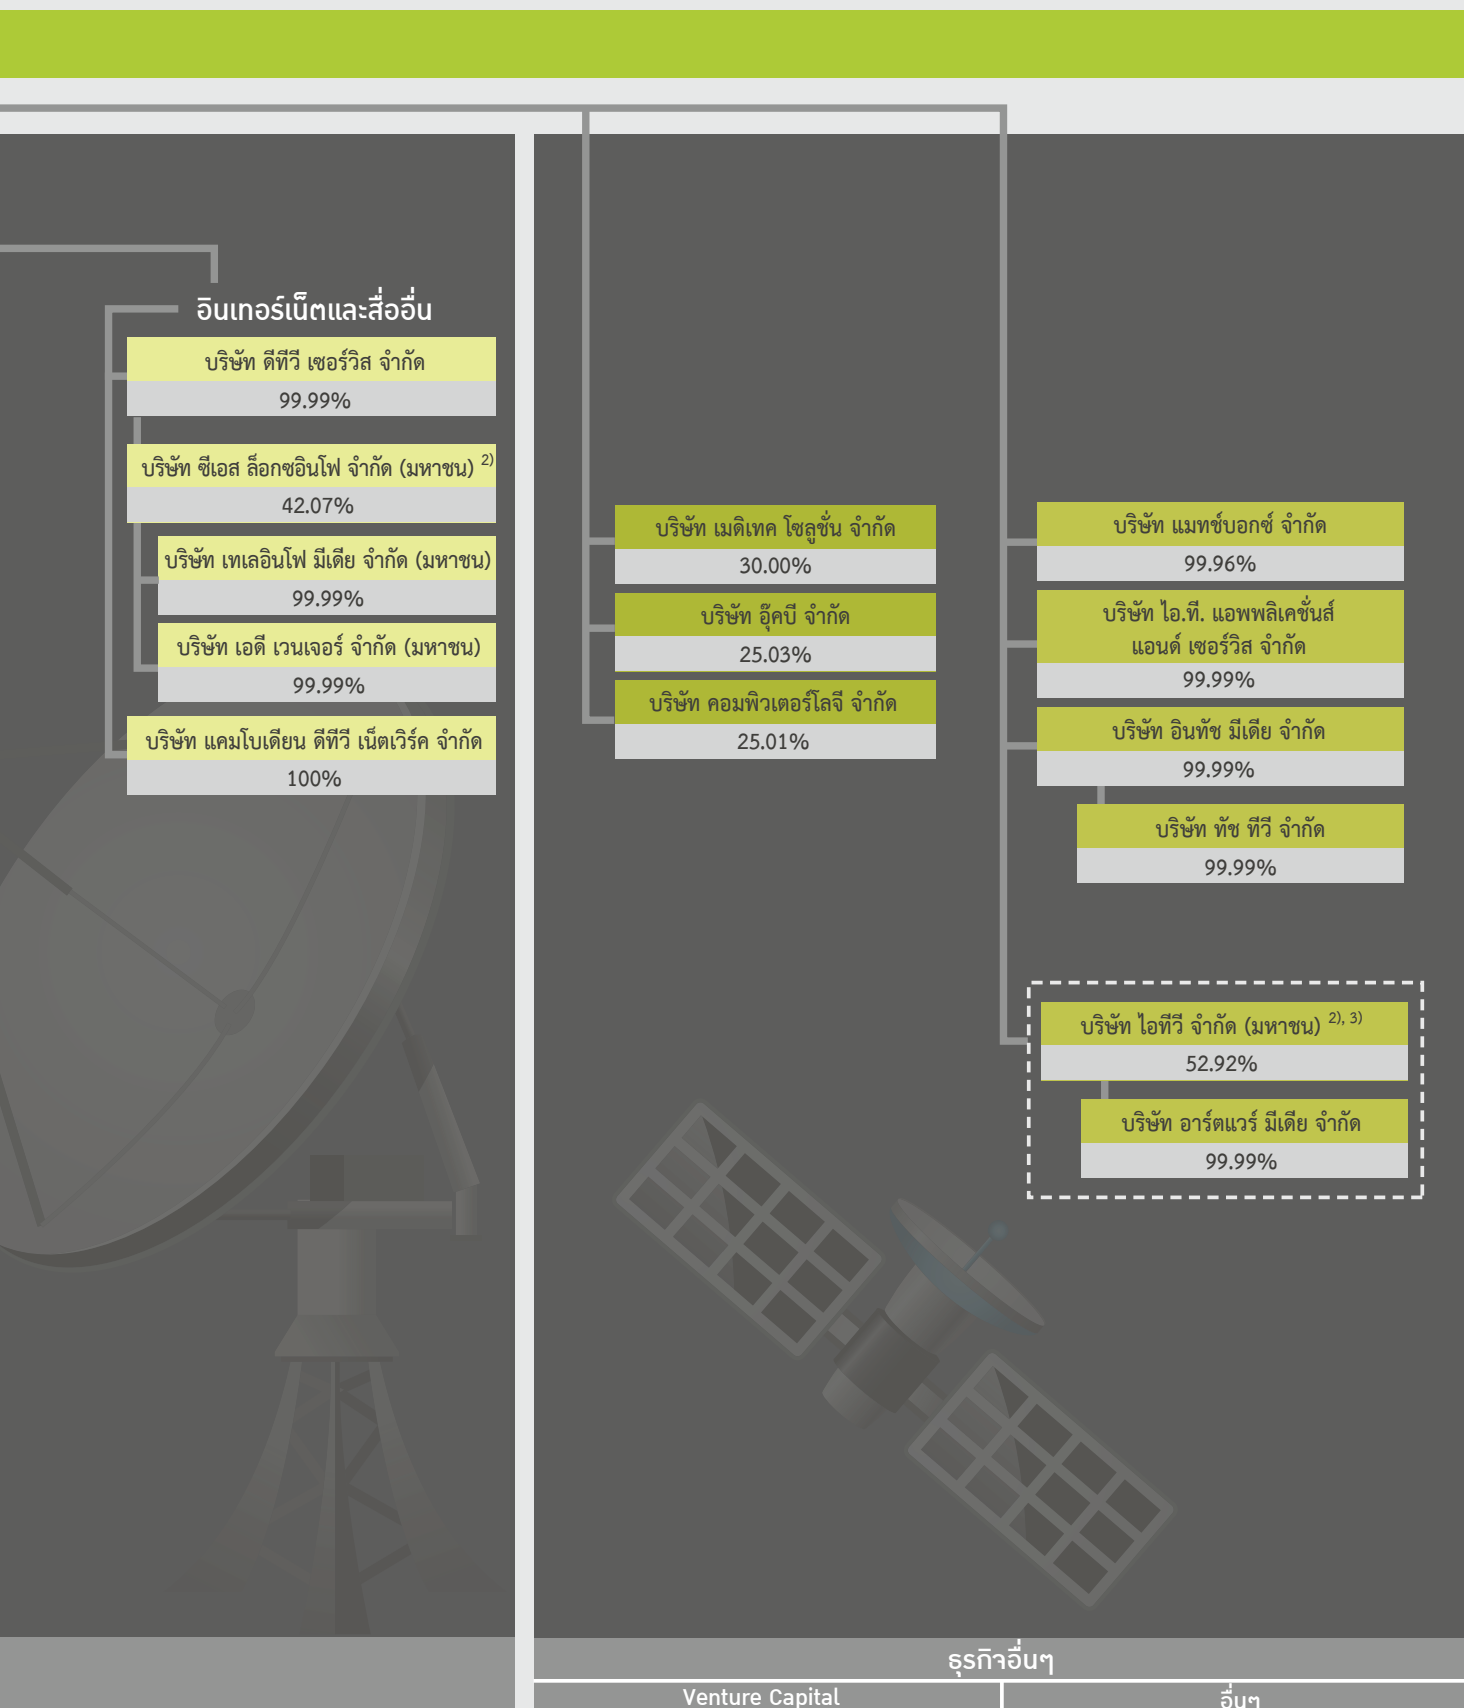 อินเทอร์เน็ตและสื่ออื่น
บริษัท ดีทีวี เซอร์วิส จำกัด
99.99%
บริษัท ซีเอส ล็อกซอินโฟ จำกัด (มหาชน) 2)
42.07%
บริษัท เทเลอินโฟ มีเดีย จำกัด (มหาชน)
99.99%
บริษัท เอดี เวนเจอร์ จำกัด (มหาชน)
99.99%
บริษัท แคมโบเดียน ดีทีวี เน็ตเวิร์ค จำกัด
100%
บริษัท เมดิเทค โซลูชั่น จำกัด
30.00%
บริษัท อุ๊คบี จำกัด
25.03%
บริษัท คอมพิวเตอร์โลจี จำกัด
25.01%
บริษัท แมทช์บอกซ์ จำกัด
99.96%
บริษัท ไอ.ที. แอพพลิเคชั่นส์
แอนด์ เซอร์วิส จำกัด
99.99%
บริษัท อินทัช มีเดีย จำกัด
99.99%
บริษัท ทัช ทีวี จำกัด
99.99%
บริษัท ไอทีวี จำกัด (มหาชน) 2), 3)
52.92%
บริษัท อาร์ตแวร์ มีเดีย จำกัด
99.99%
ธุรกิจอื่นๆ
Venture Capital
อื่นๆ